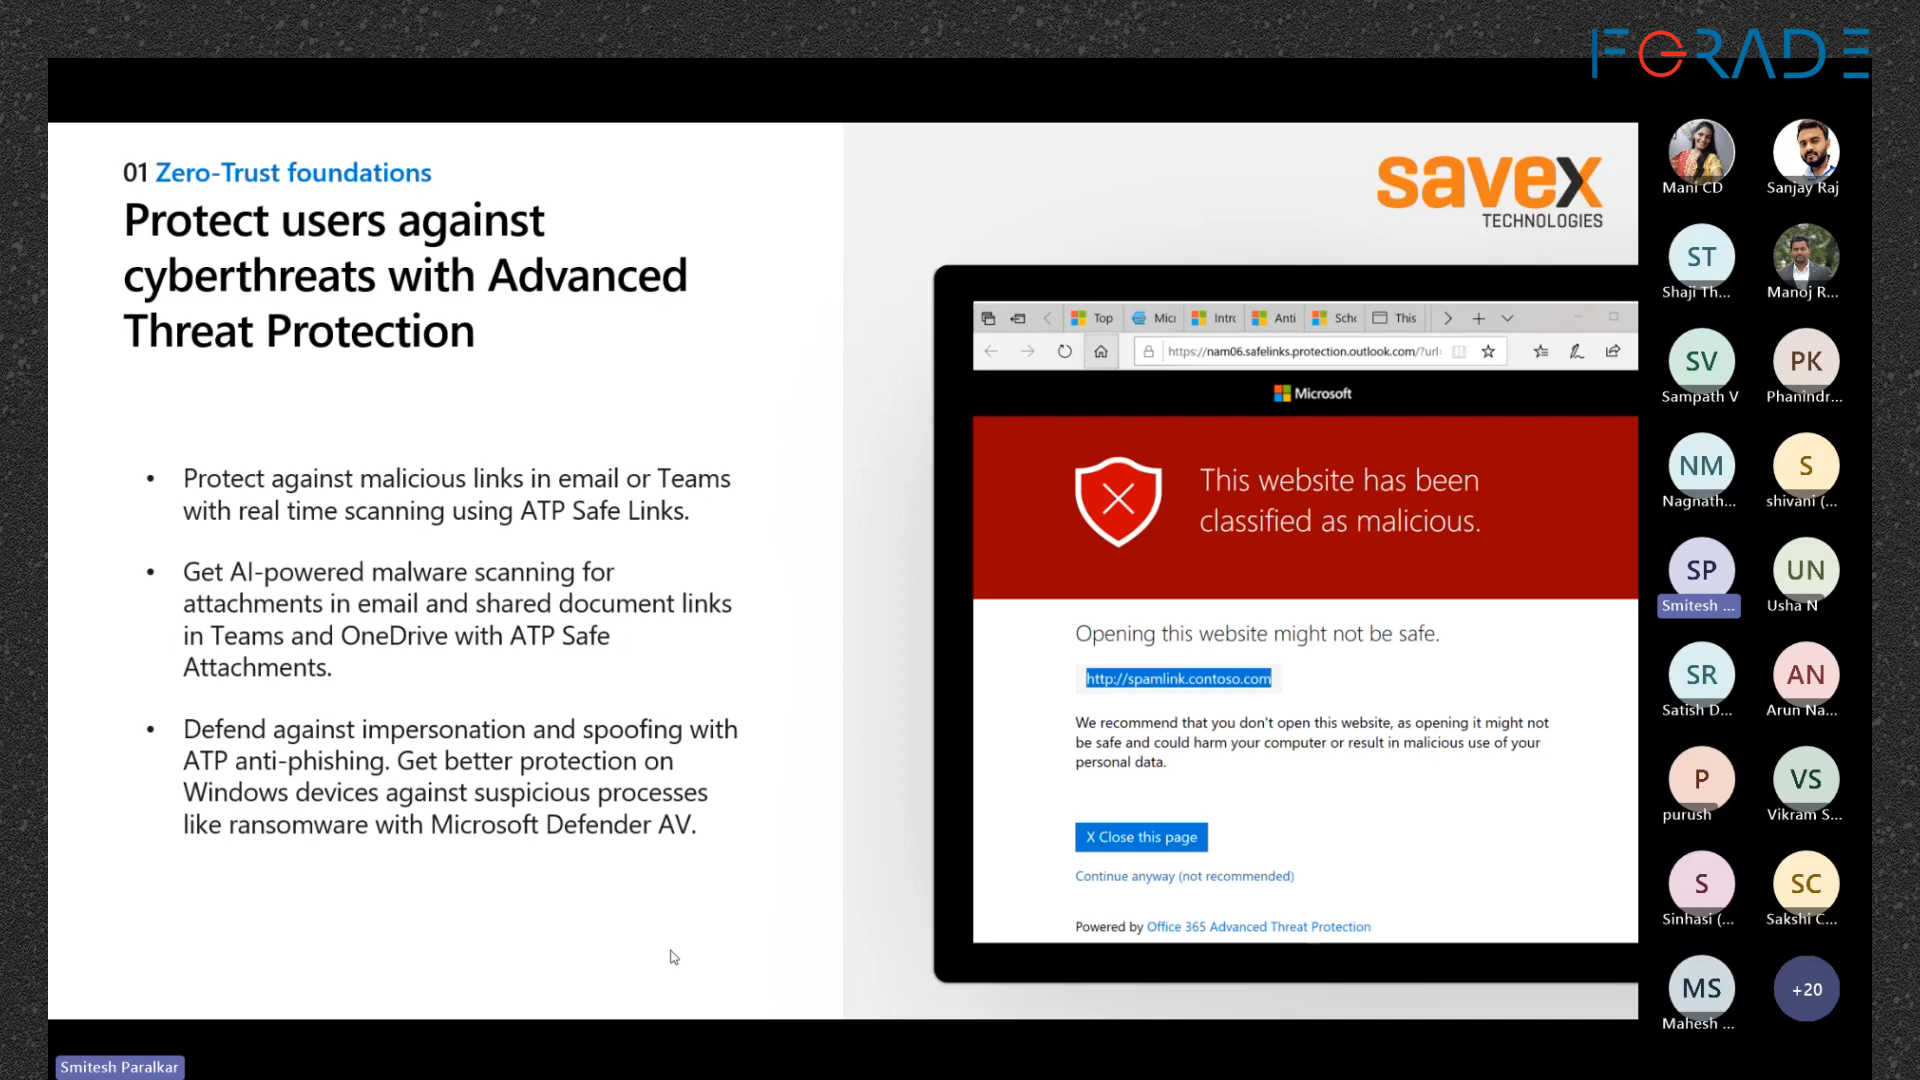 FGRADE
01 Zero-Trust foundations
Protect users against
cyberthreats with Advanced
Threat Protection
• Protect against malicious links in email or Teams
with real time scanning using ATP Safe Links.
• Get AI-powered malware scanning for
attachments in email and shared document links
in Teams and OneDrive with ATP Safe
Attachments.
• Defend against impersonation and spoofing with
ATP anti-phishing. Get better protection on
Windows devices against suspicious processes
like ransomware with Microsoft Defender AV.
savex
TECHNOLOGIES
Top Micr Intro Anti Sche This
https://nam06.safelinks.protection.outlook.com/?url=
Microsoft
This website has been
classified as malicious.
Opening this website might not be safe.
http://spamlink.contoso.com
We recommend that you don't open this website, as opening it might not
be safe and could harm your computer or result in malicious use of your
personal data.
X Close this page
Continue anyway (not recommended)
Powered by Office 365 Advanced Threat Protection
Mani CD
Sanjay Raj
ST
Shaji Th...
Manoj R...
SV
Sampath V
PK
Phanindr...
NM
Nagnath...
S
shivani (...
SP
Smitesh ...
UN
Usha N
SR
Satish D...
AN
Arun Na...
P
purush
VS
Vikram S...
S
Sinhasi (...
SC
Sakshi C...
MS
Mahesh ...
+20
Smitesh Paralkar